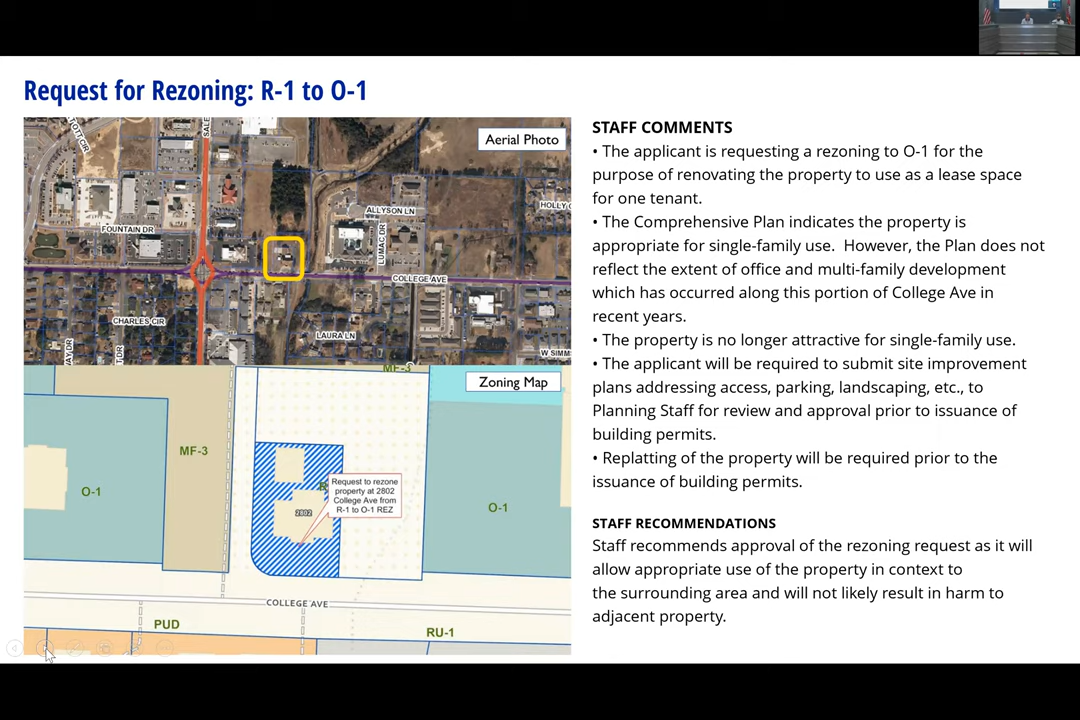 Request for Rezoning: R-1 to O-1
Aerial Photo
SALE
ALLYSON LN
HOLLY
FOUNTAIN DR
LUMAC DR
COLLEGE AVE
CHARLES CIR
LAURA LN
W SIMM
MF-3
Zoning Map
MF-3
O-1
Request to rezone
property at 2802
College Ave from
R-1 to O-1 REZ
2802
O-1
COLLEGE AVE
PUD
RU-1
STAFF COMMENTS
• The applicant is requesting a rezoning to O-1 for the
purpose of renovating the property to use as a lease space
for one tenant.
• The Comprehensive Plan indicates the property is
appropriate for single-family use. However, the Plan does not
reflect the extent of office and multi-family development
which has occurred along this portion of College Ave in
recent years.
• The property is no longer attractive for single-family use.
• The applicant will be required to submit site improvement
plans addressing access, parking, landscaping, etc., to
Planning Staff for review and approval prior to issuance of
building permits.
• Replatting of the property will be required prior to the
issuance of building permits.
STAFF RECOMMENDATIONS
Staff recommends approval of the rezoning request as it will
allow appropriate use of the property in context to
the surrounding area and will not likely result in harm to
adjacent property.